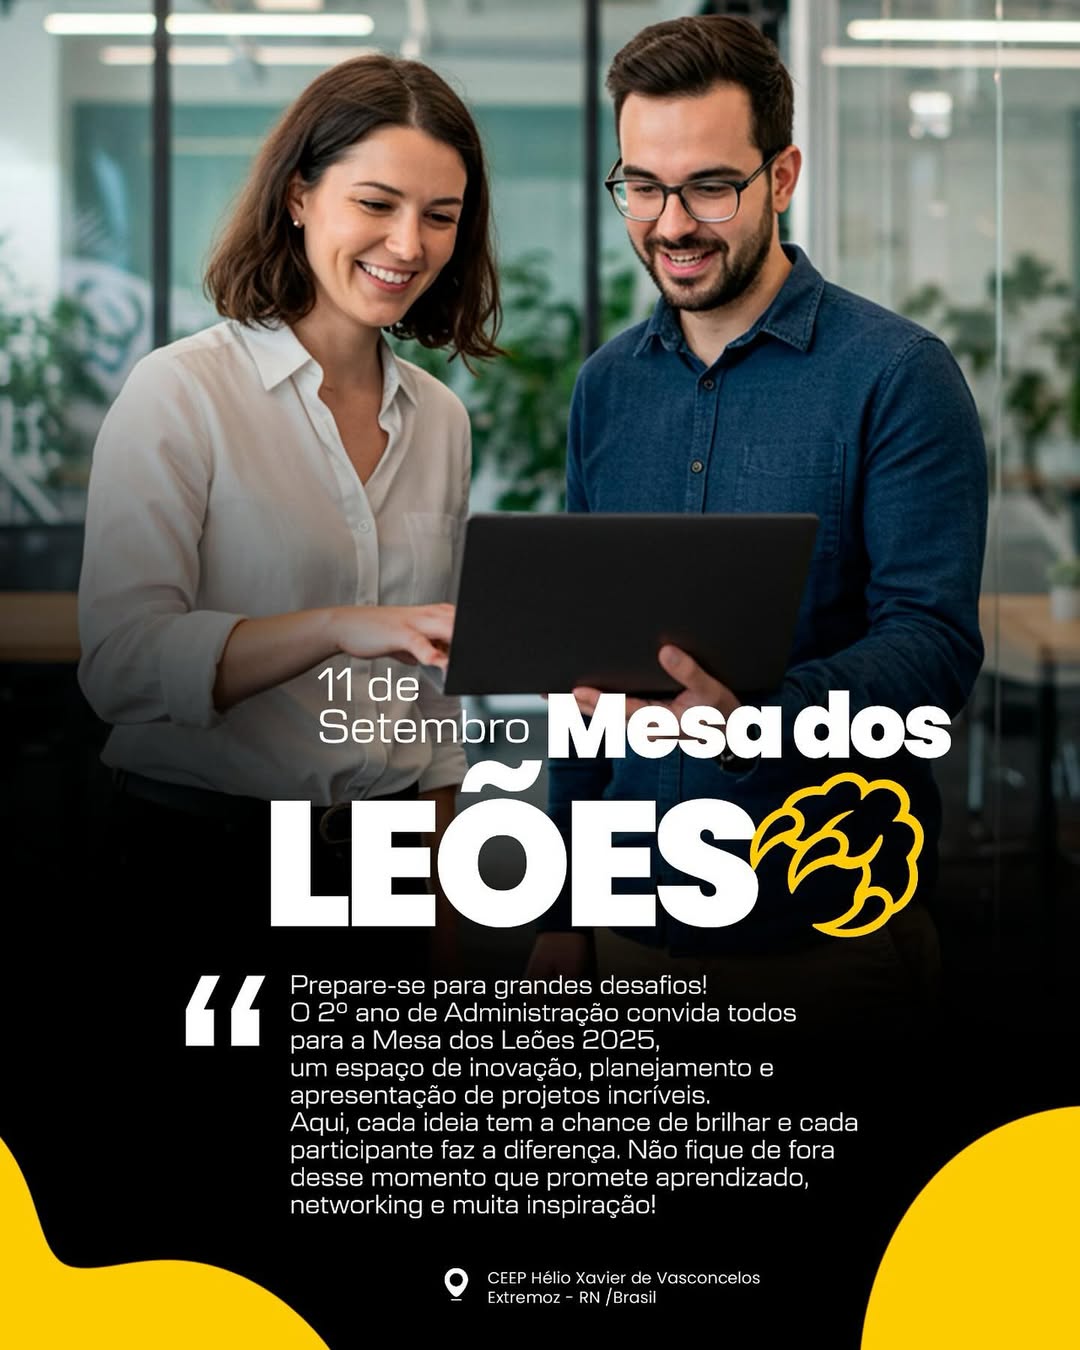 11 de
Setembro
Mesa dos
LEÕES
“
Prepare-se para grandes desafios!
O 2º ano de Administração convida todos
para a Mesa dos Leões 2025,
um espaço de inovação, planejamento e
apresentação de projetos incríveis.
Aqui, cada ideia tem a chance de brilhar e cada
participante faz a diferença. Não fique de fora
desse momento que promete aprendizado,
networking e muita inspiração!
CEEP Hélio Xavier de Vasconcelos
Extremoz - RN /Brasil